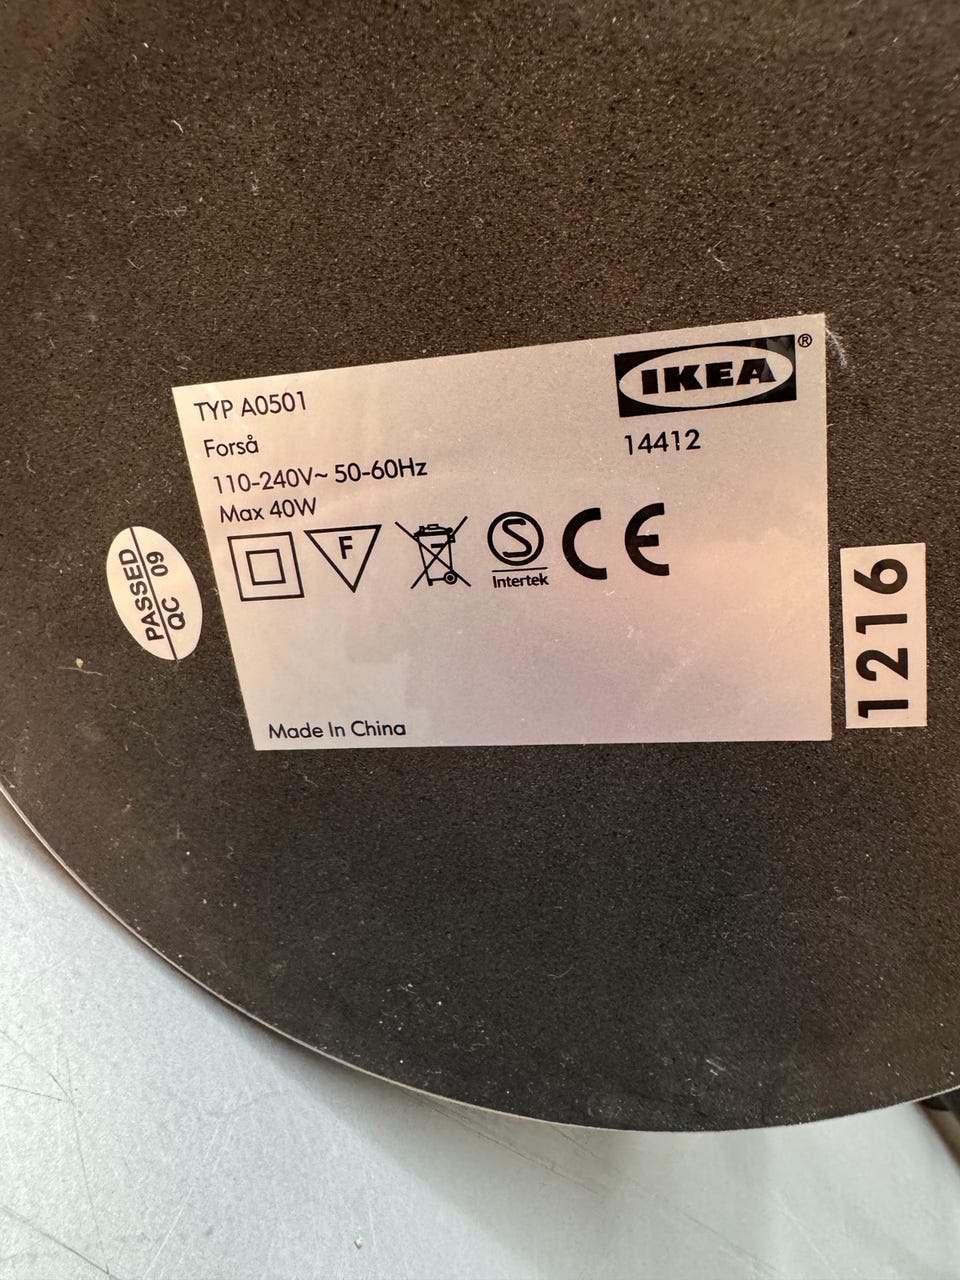 IKEA®
TYP A0501
14412
Forså
110-240V~ 50-60Hz
Max 40W
F
S
Intertek
CE
Made In China
PASSED
QC 09
1216